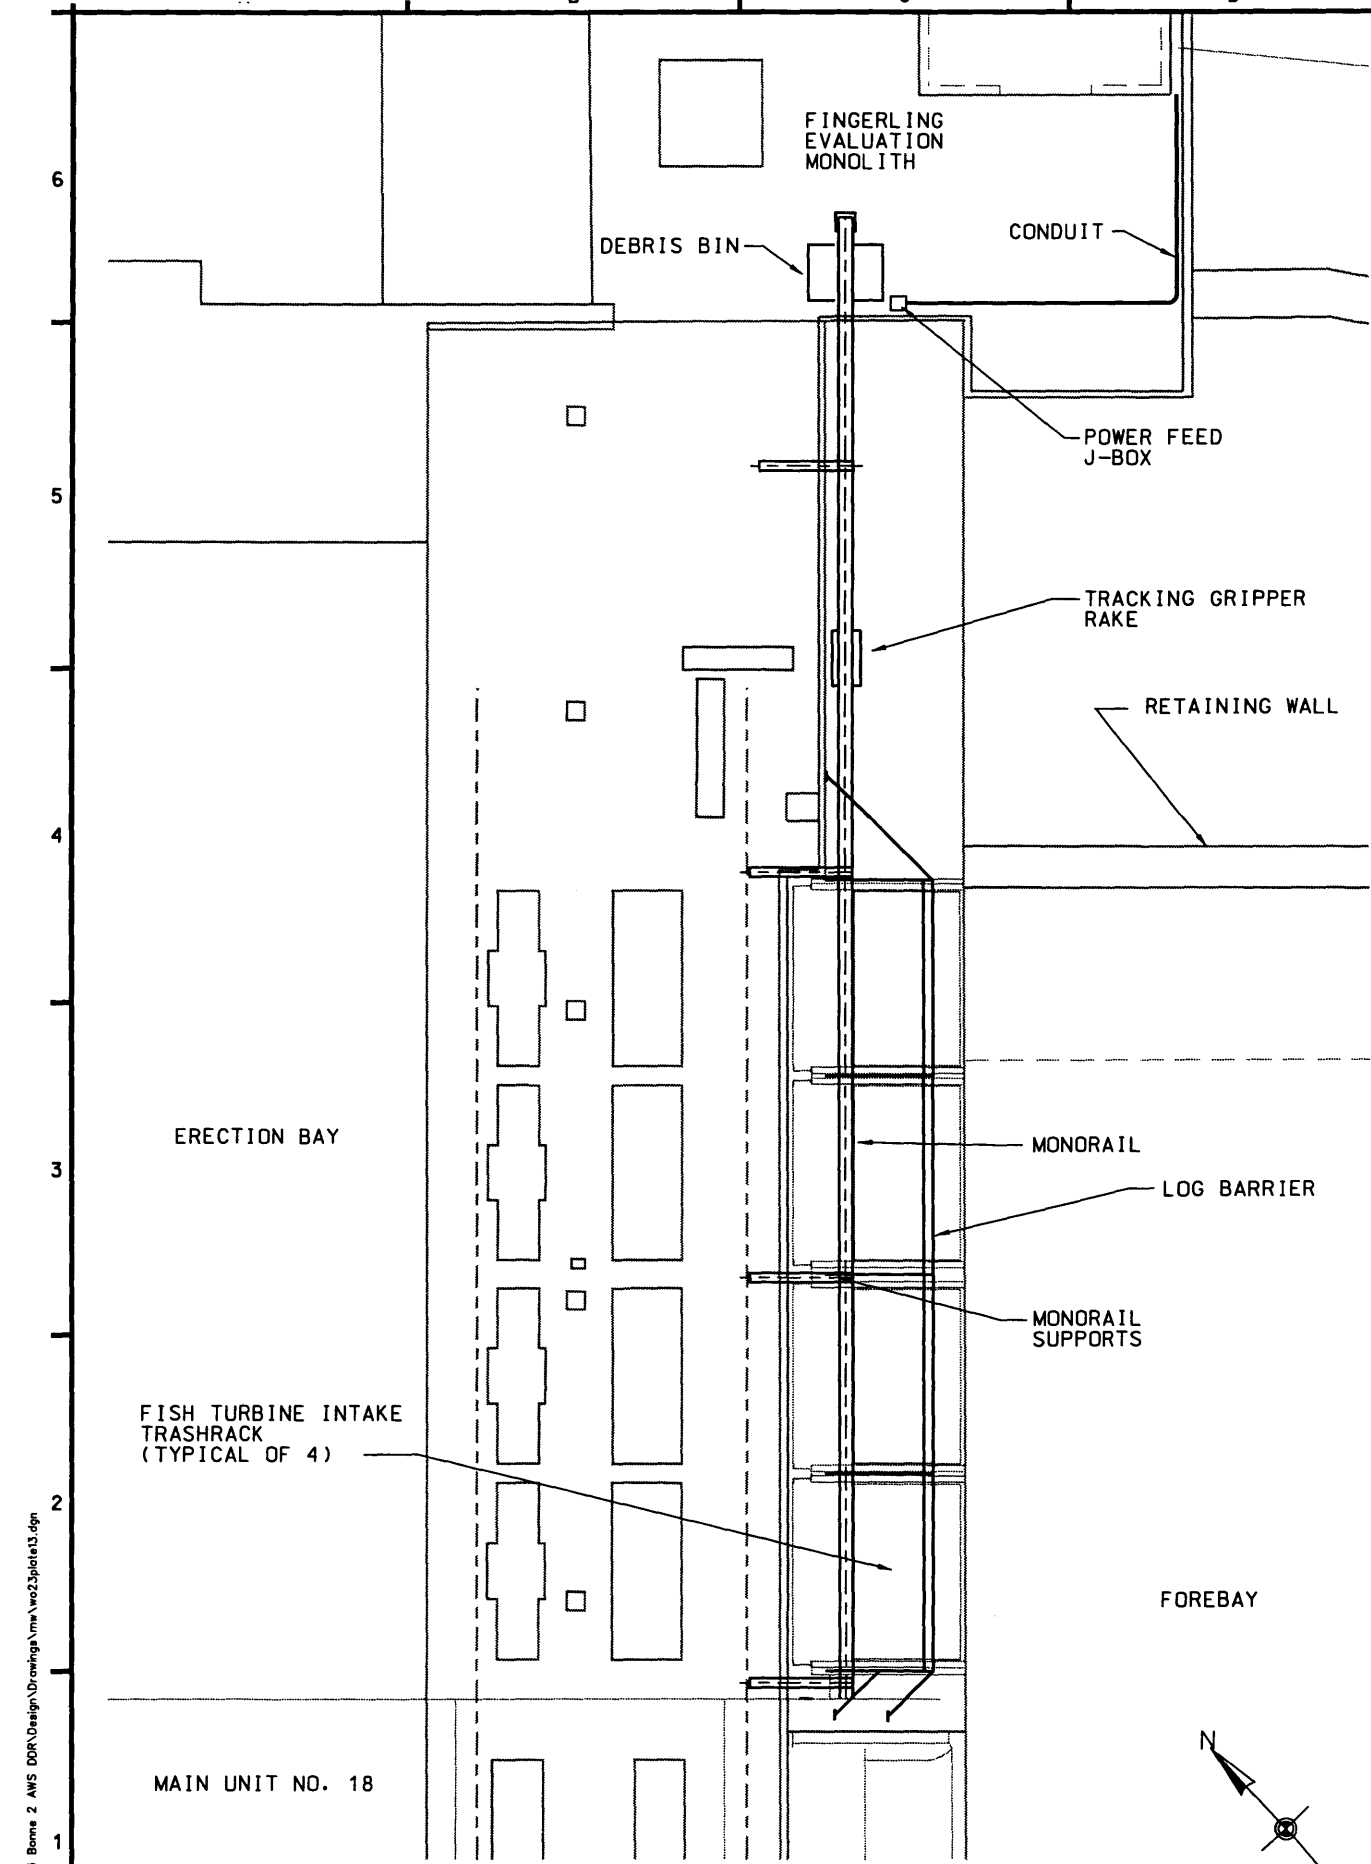 FINGERLING
EVALUATION
MONOLITH
6
DEBRIS BIN
CONDUIT
POWER FEED
J-BOX
5
TRACKING GRIPPER
RAKE
RETAINING WALL
4
ERECTION BAY
3
MONORAIL
LOG BARRIER
MONORAIL
SUPPORTS
FISH TURBINE INTAKE
TRASHRACK
(TYPICAL OF 4)
2
FOREBAY
N
MAIN UNIT NO. 18
1
Bonne 2 AWS DDR\Design\Drawings\mw\wo23plate13.dgn